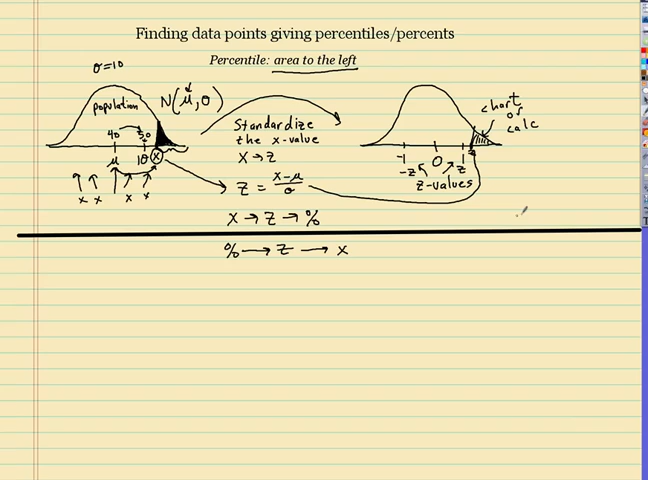 Finding data points giving percentiles/percents
Percentile: area to the left
σ=10
population
N(μ,σ)
40 50
μ 1σ x
x x x x
Standardize
the x-value
X → Z
Z = x-μ/σ
X → Z → %
chart
or
calc
-1 0 1
-z z
z-values
% → Z → X